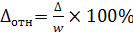 Δотн = Δ/w × 100%